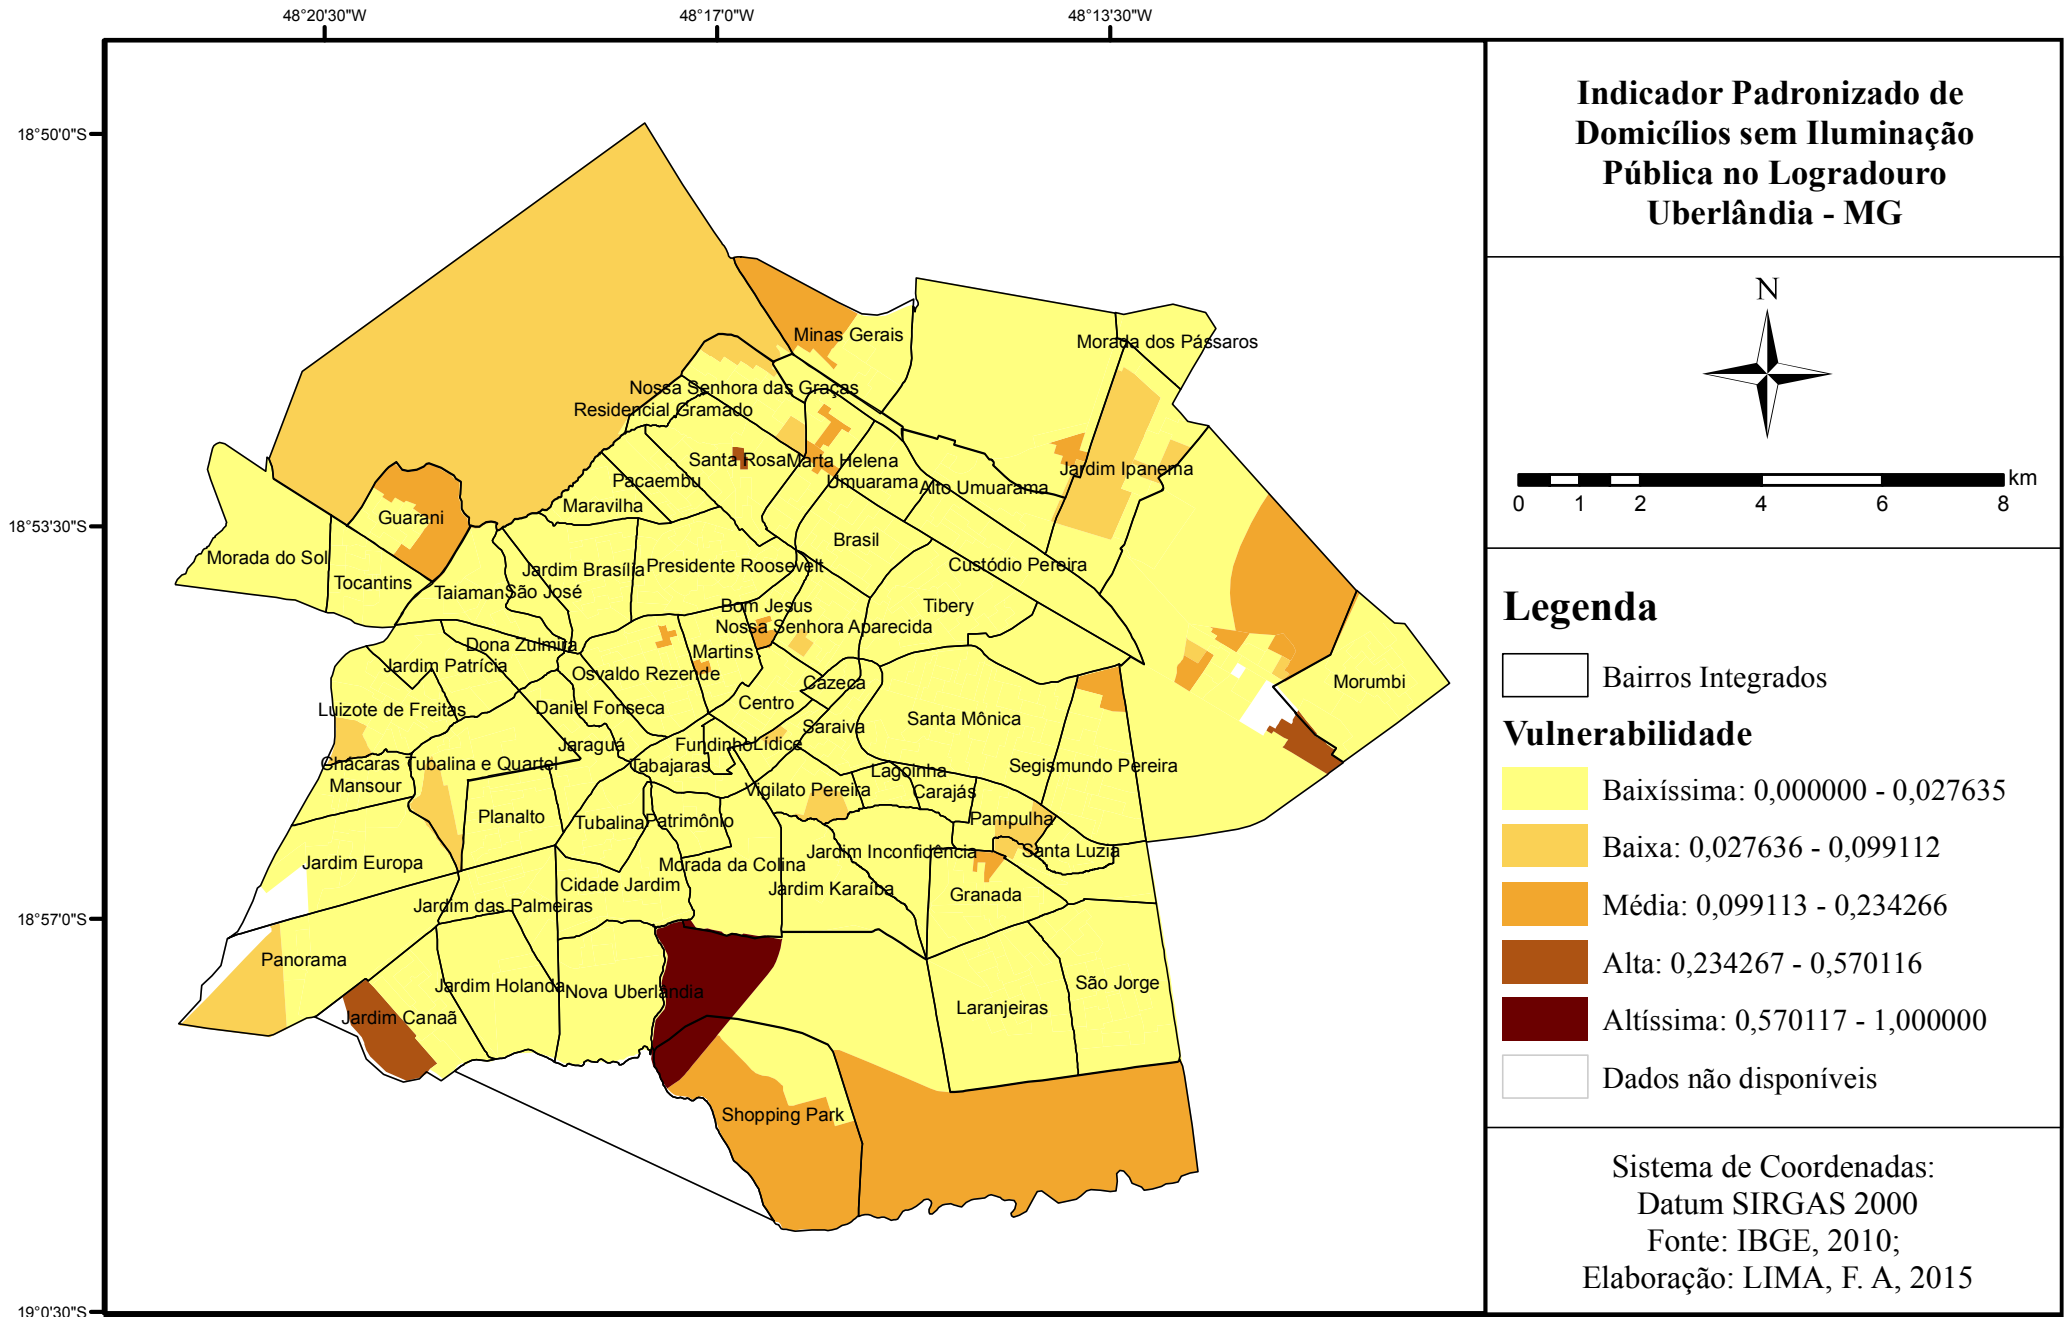 48°20'30"W
48°17'0"W
48°13'30"W
18°50'0"S
18°53'30"S
18°57'0"S
19°0'30"S
Minas Gerais
Morada dos Pássaros
Nossa Senhora das Graças
Residencial Gramado
Santa Rosa
Marta Helena
Jardim Ipanema
Pacaembu
Umuarama
Alto Umuarama
Maravilha
Guarani
Brasil
Morada do Sol
Jardim Brasília
Presidente Roosevelt
Custódio Pereira
Tocantins
Taiaman
São José
Bom Jesus
Tibery
Nossa Senhora Aparecida
Dona Zulmira
Martins
Jardim Patrícia
Osvaldo Rezende
Cazeca
Morumbi
Centro
Luizote de Freitas
Daniel Fonseca
Santa Mônica
Saraiva
Jaraguá
Fundinho
Lídice
Chácaras Tubalina e Quartel
Tabajaras
Segismundo Pereira
Lagoinha
Mansour
Vigilato Pereira
Carajás
Planalto
Tubalina
Patrimônio
Pampulha
Jardim Inconfidência
Santa Luzia
Jardim Europa
Morada da Colina
Cidade Jardim
Jardim Karaíba
Granada
Jardim das Palmeiras
Panorama
Jardim Holanda
Nova Uberlândia
São Jorge
Laranjeiras
Jardim Canaã
Shopping Park
Indicador Padronizado de
Domicílios sem Iluminação
Pública no Logradouro
Uberlândia - MG
N
km
0 1 2 4 6 8
Legenda
Bairros Integrados
Vulnerabilidade
Baixíssima: 0,000000 - 0,027635
Baixa: 0,027636 - 0,099112
Média: 0,099113 - 0,234266
Alta: 0,234267 - 0,570116
Altíssima: 0,570117 - 1,000000
Dados não disponíveis
Sistema de Coordenadas:
Datum SIRGAS 2000
Fonte: IBGE, 2010;
Elaboração: LIMA, F. A, 2015